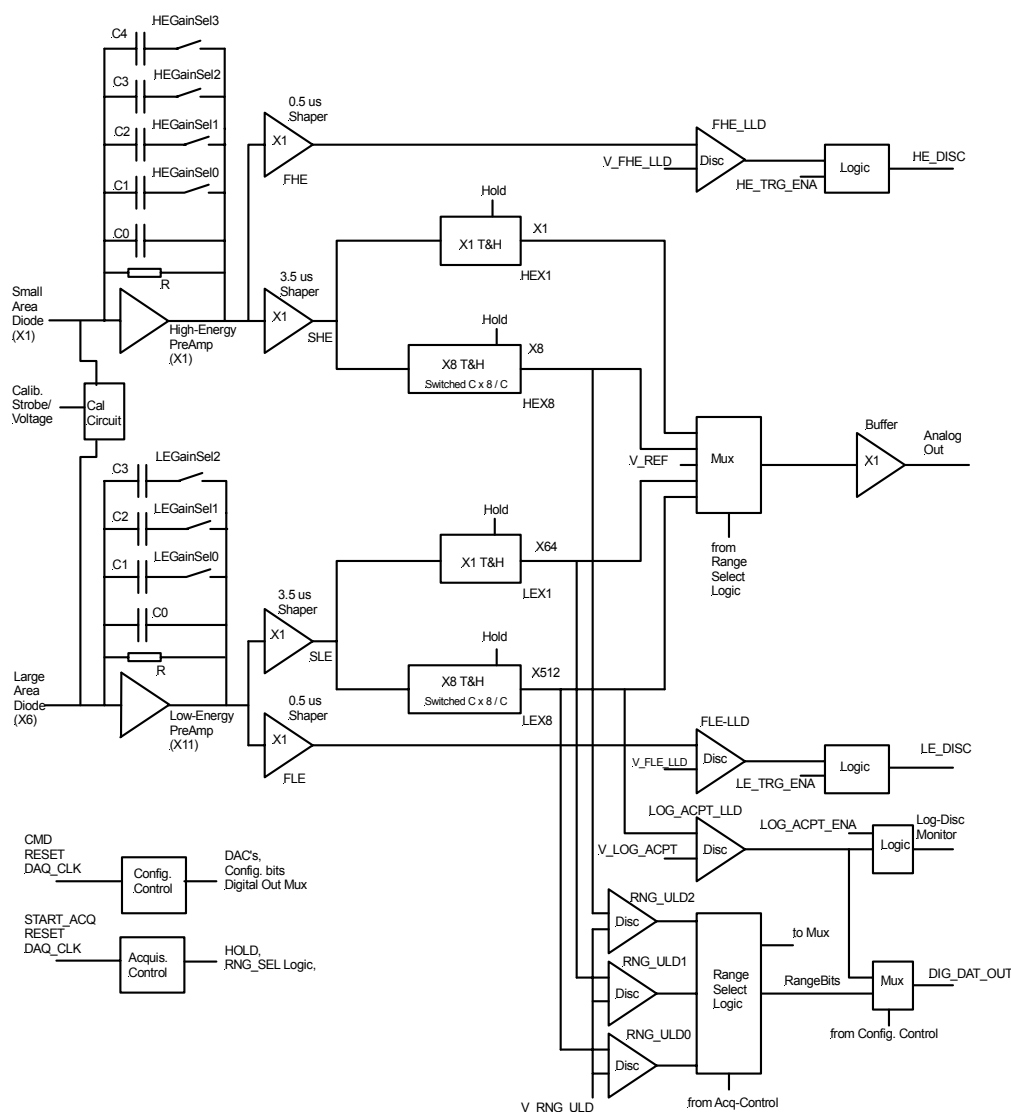 HEGainSel3
C4
HEGainSel2
C3
HEGainSel1
C2
HEGainSel0
C1
C0
R
Small
Area
Diode
(X1)
High-Energy
PreAmp
(X1)
0.5 us
Shaper
X1
FHE
3.5 us
Shaper
X1
SHE
Hold
X1 T&H
X1
HEX1
Hold
X8 T&H
Switched C x 8 / C
X8
HEX8
FHE_LLD
V_FHE_LLD
Disc
HE_TRG_ENA
Logic
HE_DISC
Calib.
Strobe/
Voltage
Cal
Circuit
V_REF
Mux
from
Range
Select
Logic
Buffer
X1
Analog
Out
LEGainSel2
C3
LEGainSel1
C2
LEGainSel0
C1
C0
R
Large
Area
Diode
(X6)
Low-Energy
PreAmp
(X11)
3.5 us
Shaper
X1
SLE
0.5 us
Shaper
X1
FLE
Hold
X1 T&H
X64
LEX1
Hold
X8 T&H
Switched C x 8 / C
X512
LEX8
FLE-LLD
V_FLE_LLD
Disc
LE_TRG_ENA
Logic
LE_DISC
LOG_ACPT_LLD
V_LOG_ACPT
Disc
LOG_ACPT_ENA
Logic
Log-Disc
Monitor
CMD
RESET
DAQ_CLK
Config.
Control
DAC's,
Config. bits
Digital Out Mux
START_ACQ
RESET
DAQ_CLK
Acquis.
Control
HOLD,
RNG_SEL Logic,
RNG_ULD2
Disc
RNG_ULD1
Disc
RNG_ULD0
Disc
V_RNG_ULD
Range
Select
Logic
to Mux
RangeBits
from Acq-Control
Mux
DIG_DAT_OUT
from Config. Control